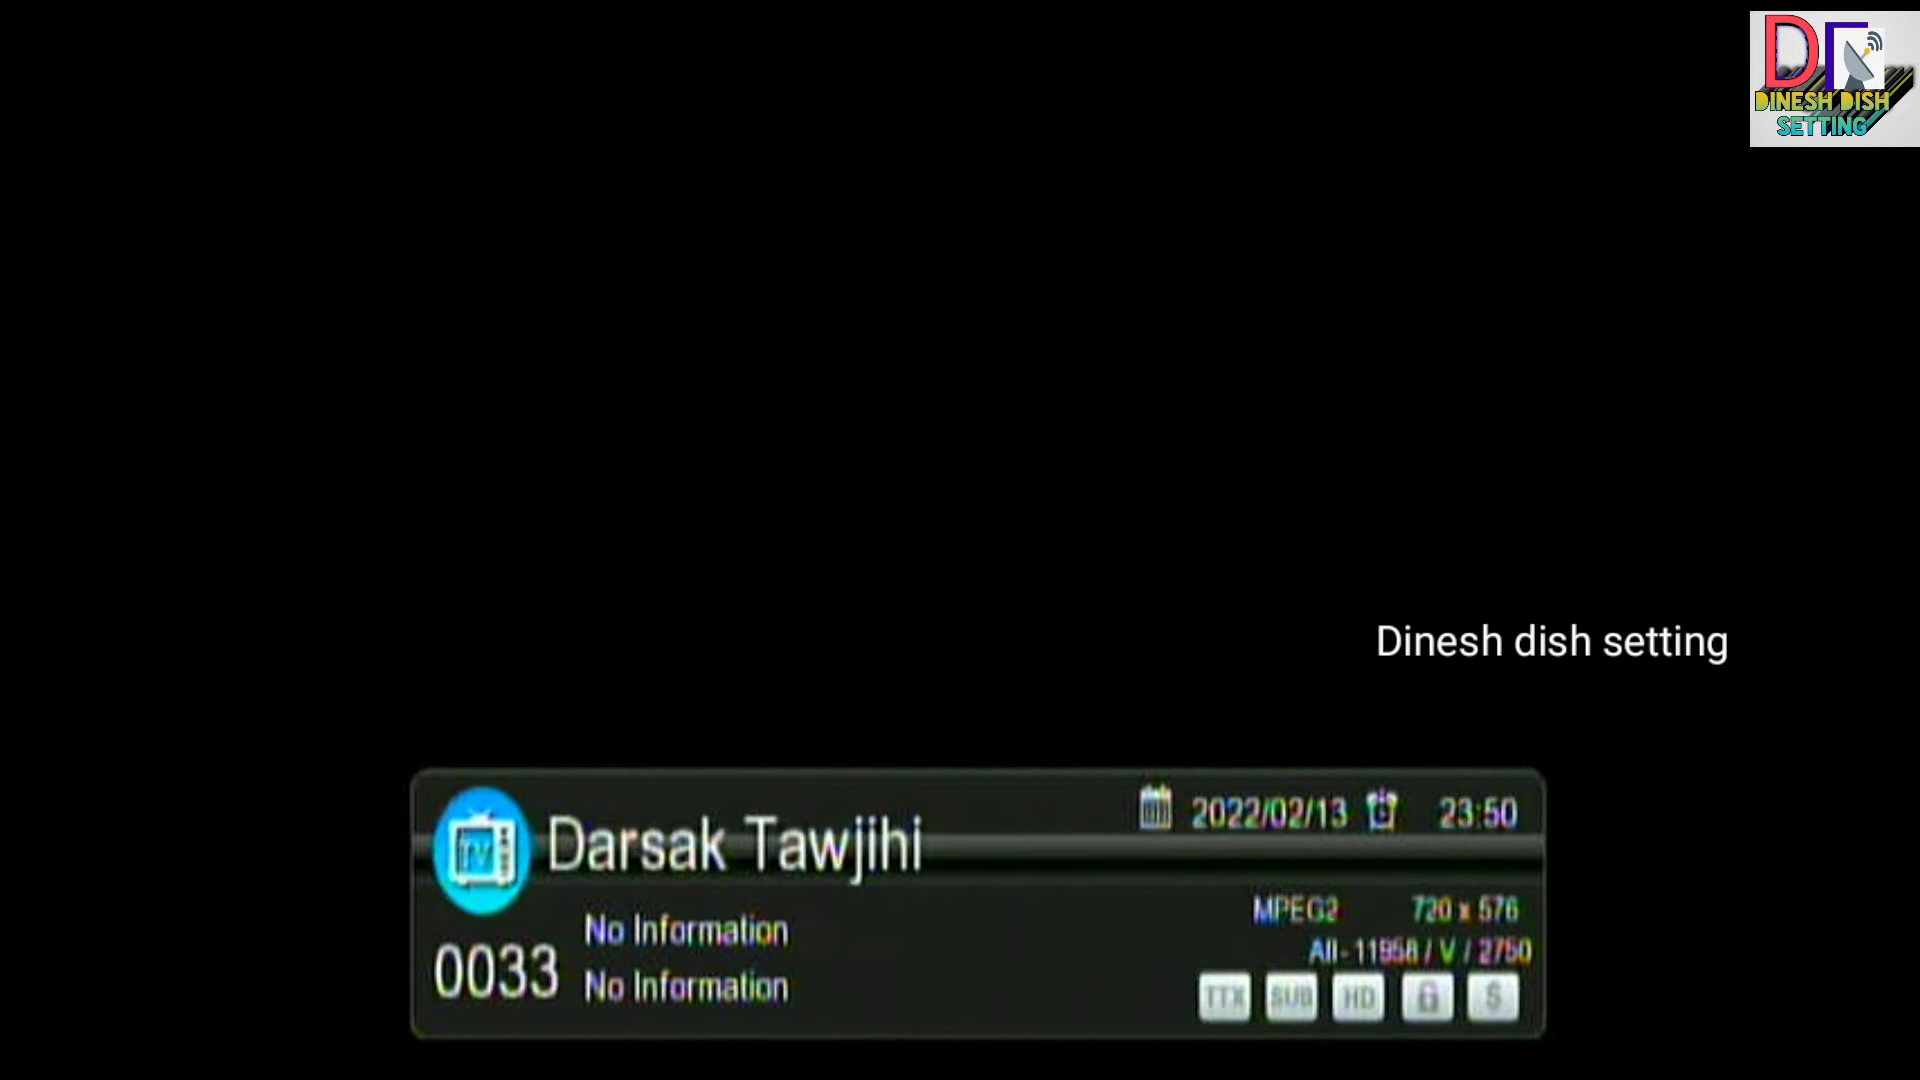 D
DINESH DISH
SETTING
Dinesh dish setting
2022/02/13 23:50
TV
Darsak Tawjihi
MPEG2 720 x 576
No Information
All - 11958 / V / 2750
0033
No Information
TTX SUB HD $